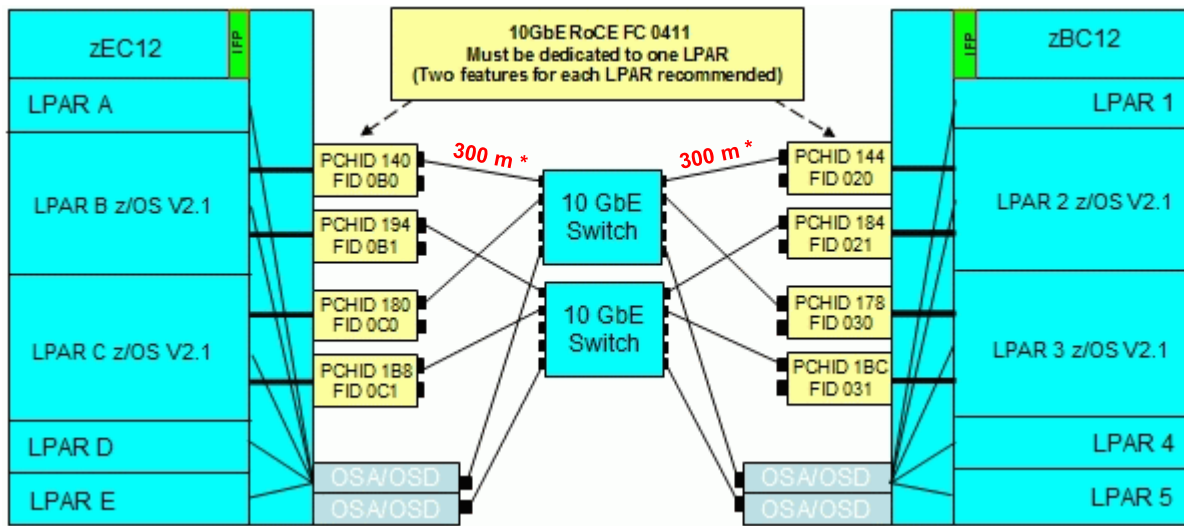 zEC12
IFP
10GbE RoCE FC 0411
Must be dedicated to one LPAR
(Two features for each LPAR recommended)
IFP
zBC12
LPAR A
LPAR 1
300 m *
300 m *
PCHID 140
FID 0B0
PCHID 144
FID 020
LPAR B z/OS V2.1
10 GbE
Switch
LPAR 2 z/OS V2.1
PCHID 194
FID 0B1
PCHID 184
FID 021
PCHID 180
FID 0C0
10 GbE
Switch
PCHID 178
FID 030
LPAR C z/OS V2.1
LPAR 3 z/OS V2.1
PCHID 1B8
FID 0C1
PCHID 1BC
FID 031
LPAR D
LPAR 4
OSA/OSD
OSA/OSD
LPAR E
LPAR 5
OSA/OSD
OSA/OSD